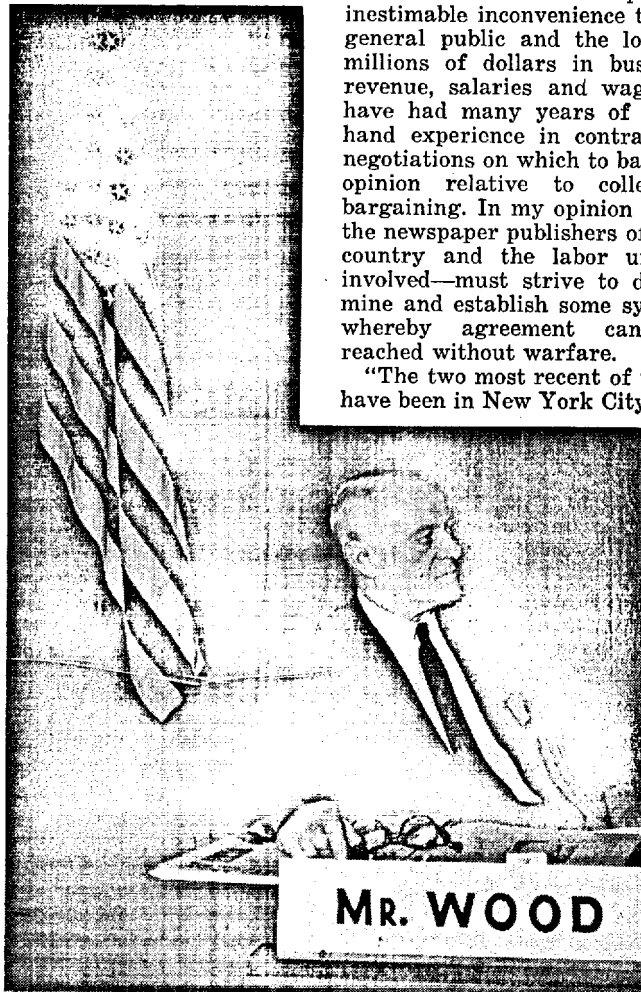 inestimable inconvenience t
general public and the lo
millions of dollars in bus
revenue, salaries and wag
have had many years of
hand experience in contra
negotiations on which to ba
opinion relative to colle
bargaining. In my opinion
the newspaper publishers of
country and the labor u
involved—must strive to d
mine and establish some sy
whereby agreement can
reached without warfare.
"The two most recent of
have been in New York City
MR. WOOD